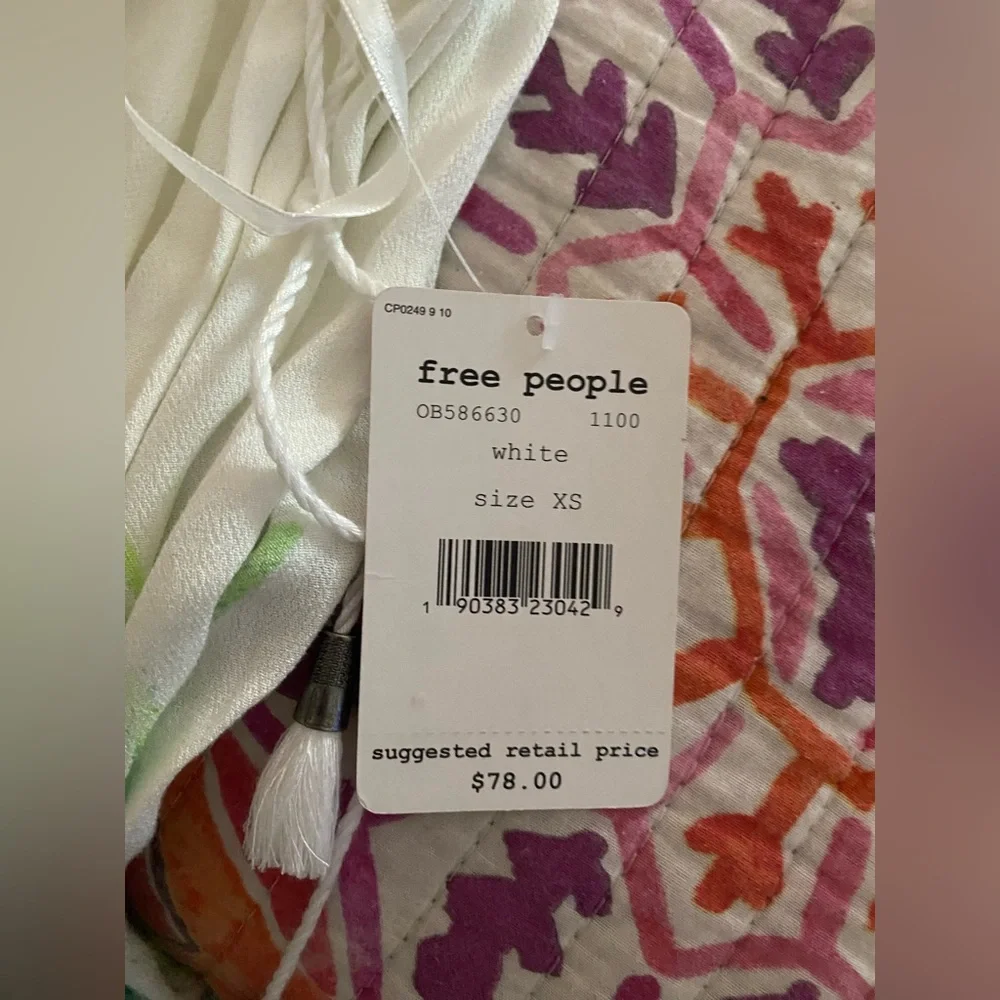 CP0249 9 10
free people
OB586630 1100
white
size XS
1 90383 23042 9
suggested retail price
$78.00